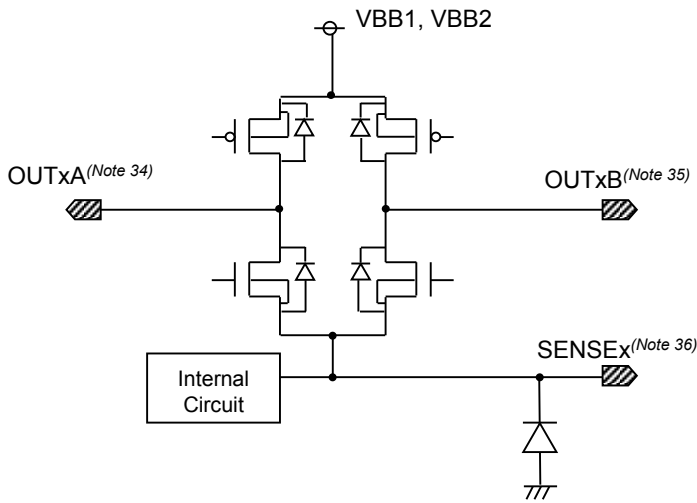 VBB1, VBB2
OUTxA(Note 34)
OUTxB(Note 35)
SENSEx(Note 36)
Internal
Circuit